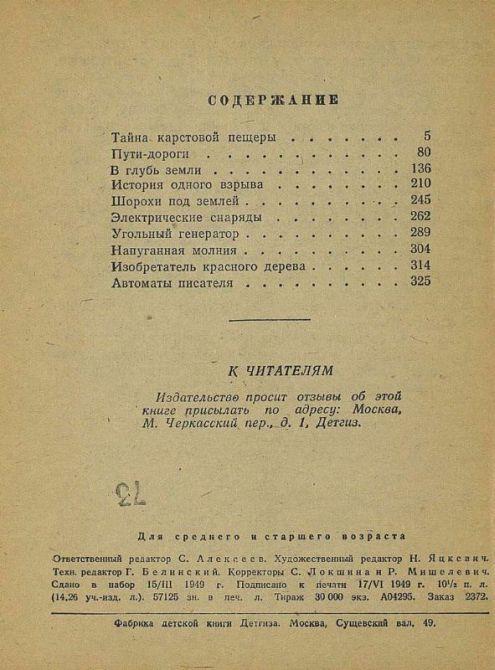 СОДЕРЖАНИЕ
Тайна карстовой пещеры . . . . . . . 5
Пути-дороги . . . . . . . . . . . 80
В глубь земли . . . . . . . . . . . 136
История одного взрыва . . . . . . . . 210
Шорохи под землей . . . . . . . . . 245
Электрические снаряды . . . . . . . . 262
Угольный генератор . . . . . . . . . 289
Напуганная молния . . . . . . . . . 304
Изобретатель красного дерева . . . . . . 314
Автоматы писателя . . . . . . . . . 325
К ЧИТАТЕЛЯМ
Издательство просит отзывы об этой
книге присылать по адресу: Москва,
М. Черкасский пер., д. 1, Детгиз.
73
Для среднего и старшего возраста
Ответственный редактор С. Алексеев. Художественный редактор Н. Яцкевич.
Техн. редактор Г. Белинский. Корректоры С. Локшина и Р. Мишелевич.
Сдано в набор 15/III 1949 г. Подписано к печати 17/VI 1949 г. 10½ п. л.
(14,26 уч.-изд. л.). 57125 зн. в печ. л. Тираж 30 000 экз. А04295. Заказ 2372.
Фабрика детской книги Детгиза. Москва, Сущевский вал, 49.